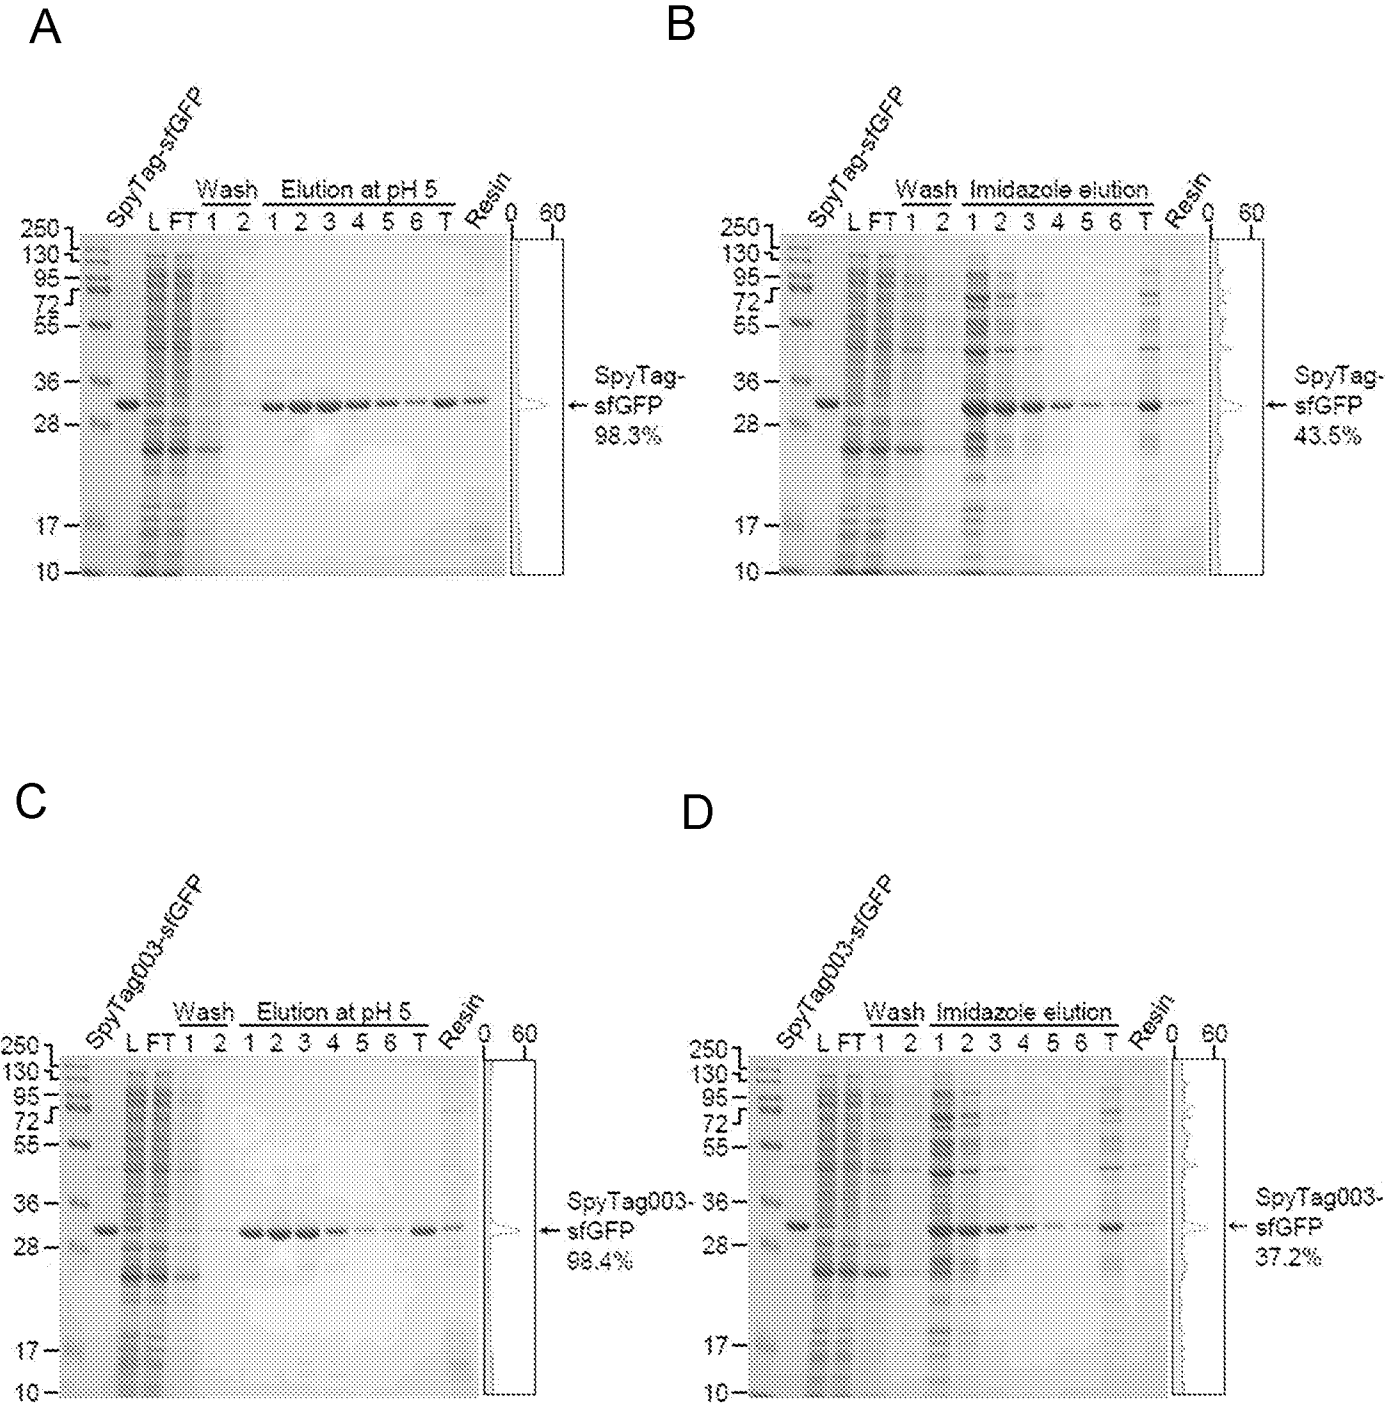 A
SpyTag-sfGFP
Wash Elution at pH 5
L FT 1 2 1 2 3 4 5 6 T Resin 0 60
250
130
95
72
55
36
28
17
10
SpyTag-
sfGFP
98.3%
B
SpyTag-sfGFP
Wash Imidazole elution
L FT 1 2 1 2 3 4 5 6 T Resin 0 60
250
130
95
72
55
36
28
17
10
SpyTag-
sfGFP
43.5%
C
SpyTag003-sfGFP
Wash Elution at pH 5
L FT 1 2 1 2 3 4 5 6 T Resin 0 60
250
130
95
72
55
36
28
17
10
SpyTag003-
sfGFP
98.4%
D
SpyTag003-sfGFP
Wash Imidazole elution
L FT 1 2 1 2 3 4 5 6 T Resin 0 60
250
130
95
72
55
36
28
17
10
SpyTag003-
sfGFP
37.2%